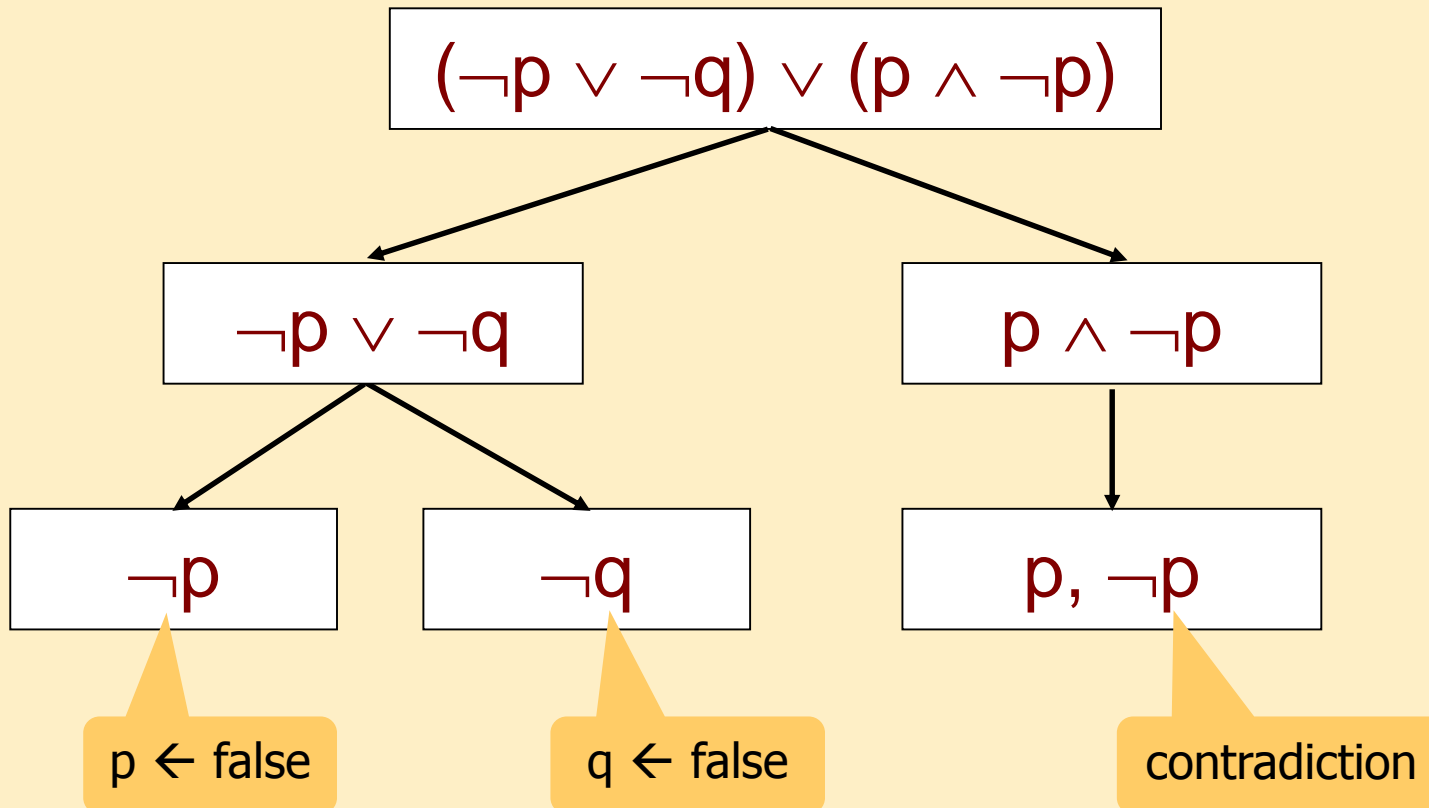 (¬p ∨ ¬q) ∨ (p ∧ ¬p)
¬p ∨ ¬q
p ∧ ¬p
¬p
¬q
p, ¬p
p ← false
q ← false
contradiction